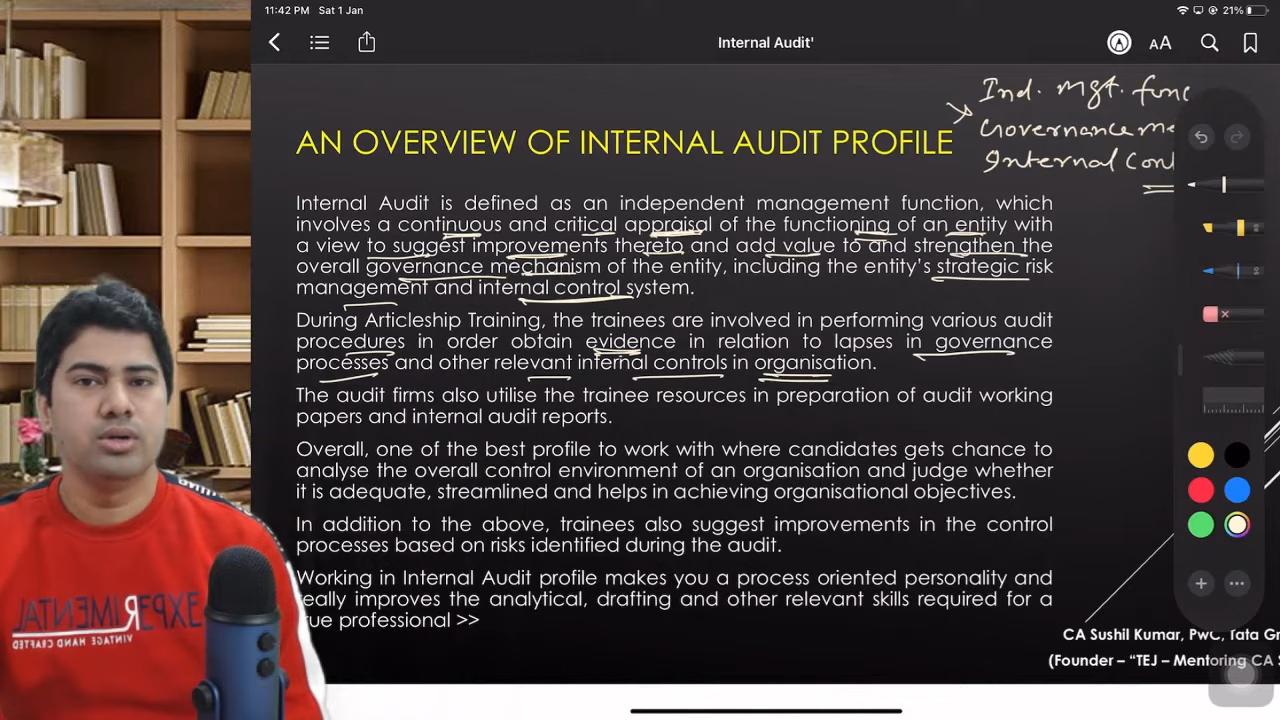 11:42 PM Sat 1 Jan
21%
Internal Audit'
AA
Ind. Mgt. func
Governance me
Internal Cont
AN OVERVIEW OF INTERNAL AUDIT PROFILE
Internal Audit is defined as an independent management function, which
involves a continuous and critical appraisal of the functioning of an entity with
a view to suggest improvements thereto and add value to and strengthen the
overall governance mechanism of the entity, including the entity's strategic risk
management and internal control system.
During Articleship Training, the trainees are involved in performing various audit
procedures in order obtain evidence in relation to lapses in governance
processes and other relevant internal controls in organisation.
The audit firms also utilise the trainee resources in preparation of audit working
papers and internal audit reports.
Overall, one of the best profile to work with where candidates gets chance to
analyse the overall control environment of an organisation and judge whether
it is adequate, streamlined and helps in achieving organisational objectives.
In addition to the above, trainees also suggest improvements in the control
processes based on risks identified during the audit.
Working in Internal Audit profile makes you a process oriented personality and
eally improves the analytical, drafting and other relevant skills required for a
rue professional >>
CA Sushil Kumar, PwC, Tata Gr
(Founder – "TEJ – Mentoring CA S
EXPERIMENTAL
VINTAGE HAND CRAFTED